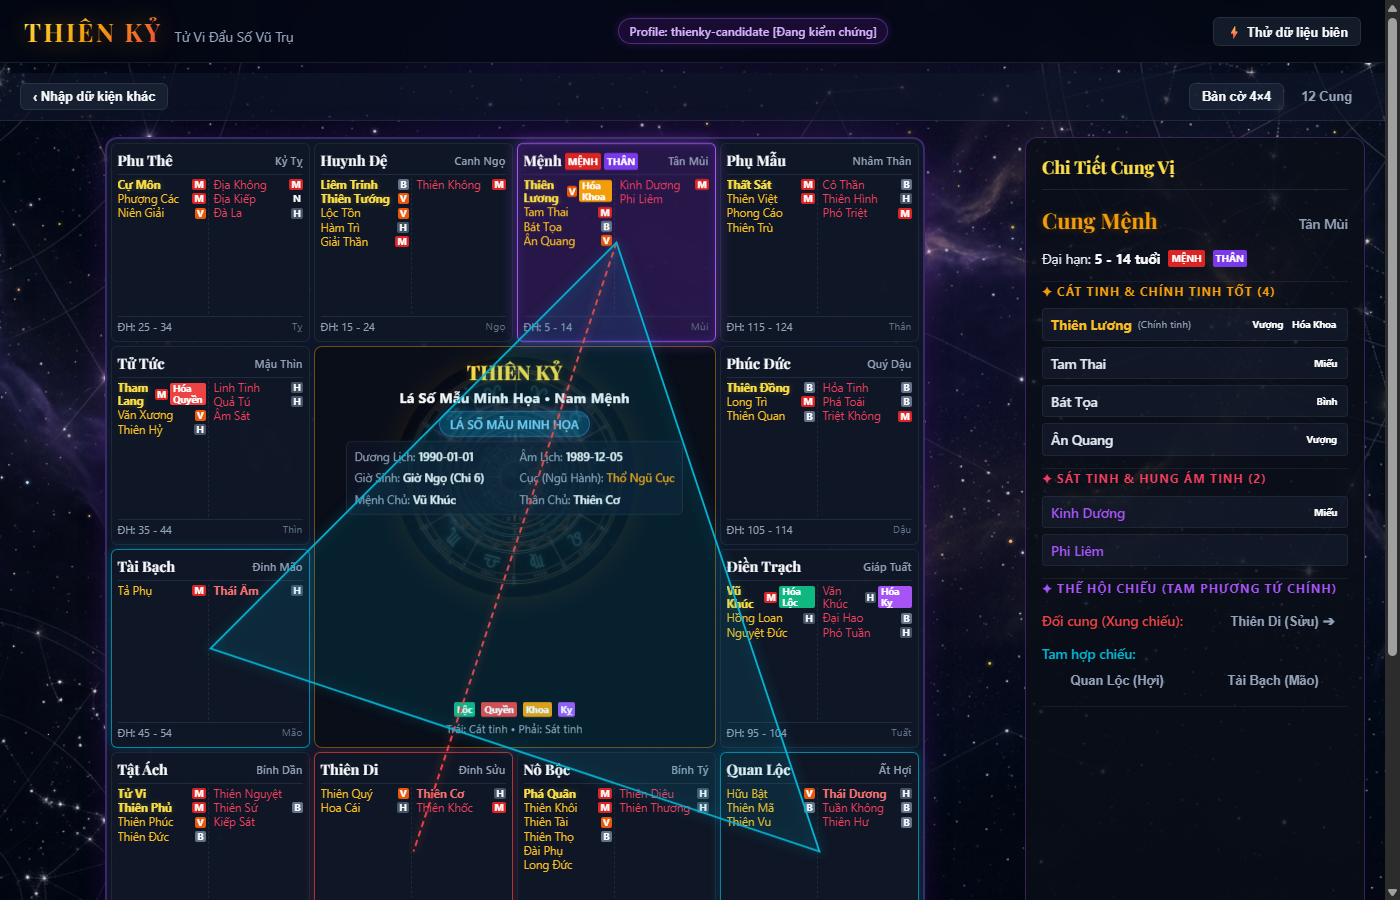 THIÊN KỶ Tử Vi Đẩu Số Vũ Trụ
Profile: thienky-candidate [Đang kiểm chứng]
Thử dữ liệu biên
‹ Nhập dữ kiện khác
Bàn cờ 4×4
12 Cung
Phu Thê Kỷ Tỵ
Cự Môn M Địa Không M
Phượng Các M Địa Kiếp N
Niên Giải V Đà La H
ĐH: 25 - 34 Tỵ
Huynh Đệ Canh Ngọ
Liêm Trinh B Thiên Không M
Thiên Tướng V
Lộc Tồn V
Hàm Trì H
Giải Thần M
ĐH: 15 - 24 Ngọ
Mệnh MỆNH THÂN Tân Mùi
Thiên Lương V Hóa Khoa Kình Dương M
Phi Liêm
Tam Thai M
Bát Tọa B
Ân Quang V
ĐH: 5 - 14 Mùi
Phụ Mẫu Nhâm Thân
Thất Sát M Cô Thần B
Thiên Việt M Thiên Hình H
Phong Cáo Phó Triệt M
Thiên Trù
ĐH: 115 - 124 Thân
Tử Tức Mậu Thìn
Tham Lang M Hóa Quyền Linh Tinh H
Quả Tú H
Văn Xương V Âm Sát
Thiên Hỷ H
ĐH: 35 - 44 Thìn
THIÊN KỶ
Lá Số Mẫu Minh Họa • Nam Mệnh
LÁ SỐ MẪU MINH HỌA
Dương Lịch: 1990-01-01 Âm Lịch: 1989-12-05
Giờ Sinh: Giờ Ngọ (Chi 6) Cục (Ngũ Hành): Thổ Ngũ Cục
Mệnh Chủ: Vũ Khúc Thân Chủ: Thiên Cơ
Lộc Quyền Khoa Kỵ
Trái: Cát tinh • Phải: Sát tinh
Phúc Đức Quý Dậu
Thiên Đồng B Hỏa Tinh B
Long Trì M Phá Toái B
Thiên Quan B Triệt Không M
ĐH: 105 - 114 Dậu
Tài Bạch Đinh Mão
Tả Phụ M Thái Âm H
ĐH: 45 - 54 Mão
Điền Trạch Giáp Tuất
Vũ Khúc M Hóa Lộc Văn Khúc H Hóa Kỵ
Hồng Loan H Đại Hao B
Nguyệt Đức Phó Tuần H
ĐH: 95 - 104 Tuất
Tật Ách Bính Dần
Tử Vi M Thiên Nguyệt
Thiên Phủ M Thiên Sứ B
Thiên Phúc V Kiếp Sát
Thiên Đức B
Thiên Di Đinh Sửu
Thiên Quý V Thiên Cơ H
Hoa Cái H Thiên Khốc M
Nô Bộc Bính Tý
Phá Quân M Thiên Diêu H
Thiên Khôi M Thiên Thương H
Thiên Tài V
Thiên Thọ B
Đài Phụ
Long Đức
Quan Lộc Ất Hợi
Hữu Bật V Thái Dương H
Thiên Mã B Tuần Không B
Thiên Vu Thiên Hư B
Chi Tiết Cung Vị
Cung Mệnh Tân Mùi
Đại hạn: 5 - 14 tuổi MỆNH THÂN
✦ CÁT TINH & CHÍNH TINH TỐT (4)
Thiên Lương (Chính tinh) Vượng Hóa Khoa
Tam Thai Miếu
Bát Tọa Bình
Ân Quang Vượng
✦ SÁT TINH & HUNG ÁM TINH (2)
Kình Dương Miếu
Phi Liêm
✦ THẾ HỘI CHIẾU (TAM PHƯƠNG TỨ CHÍNH)
Đối cung (Xung chiếu): Thiên Di (Sửu) ➔
Tam hợp chiếu:
Quan Lộc (Hợi) Tài Bạch (Mão)